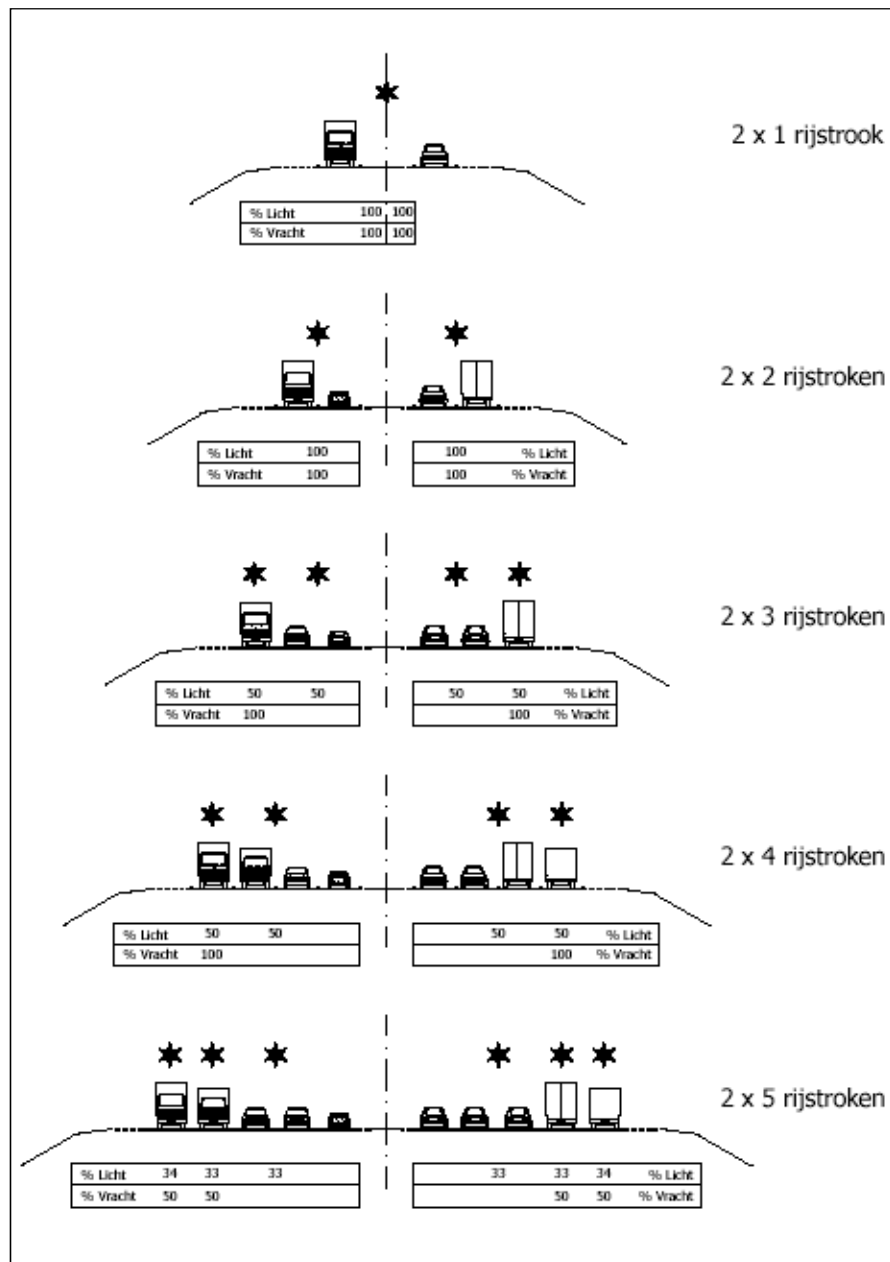 2 x 1 rijstrook
% Licht 100 100
% Vracht 100 100
2 x 2 rijstroken
% Licht 100 100 % Licht
% Vracht 100 100 % Vracht
2 x 3 rijstroken
% Licht 50 50 50 50 % Licht
% Vracht 100 100 % Vracht
2 x 4 rijstroken
% Licht 50 50 50 50 % Licht
% Vracht 100 100 % Vracht
2 x 5 rijstroken
% Licht 34 33 33 33 33 34 % Licht
% Vracht 50 50 50 50 % Vracht